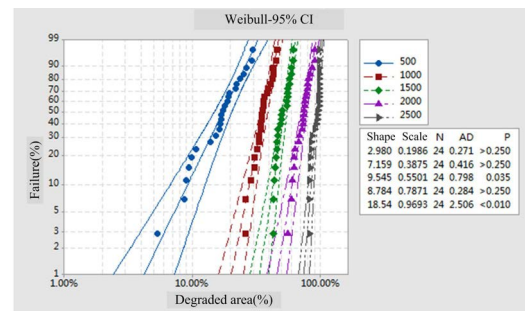 Weibull-95% CI
99
90
80
70
60
50
40
30
20
10
5
3
2
1
Failure(%)
1.00%
10.00%
100.00%
Degraded area(%)
500
1000
1500
2000
2500
Shape Scale N AD P
2.980 0.1986 24 0.271 >0.250
7.159 0.3875 24 0.416 >0.250
9.545 0.5501 24 0.798 0.035
8.784 0.7871 24 0.284 >0.250
18.54 0.9693 24 2.506 <0.010